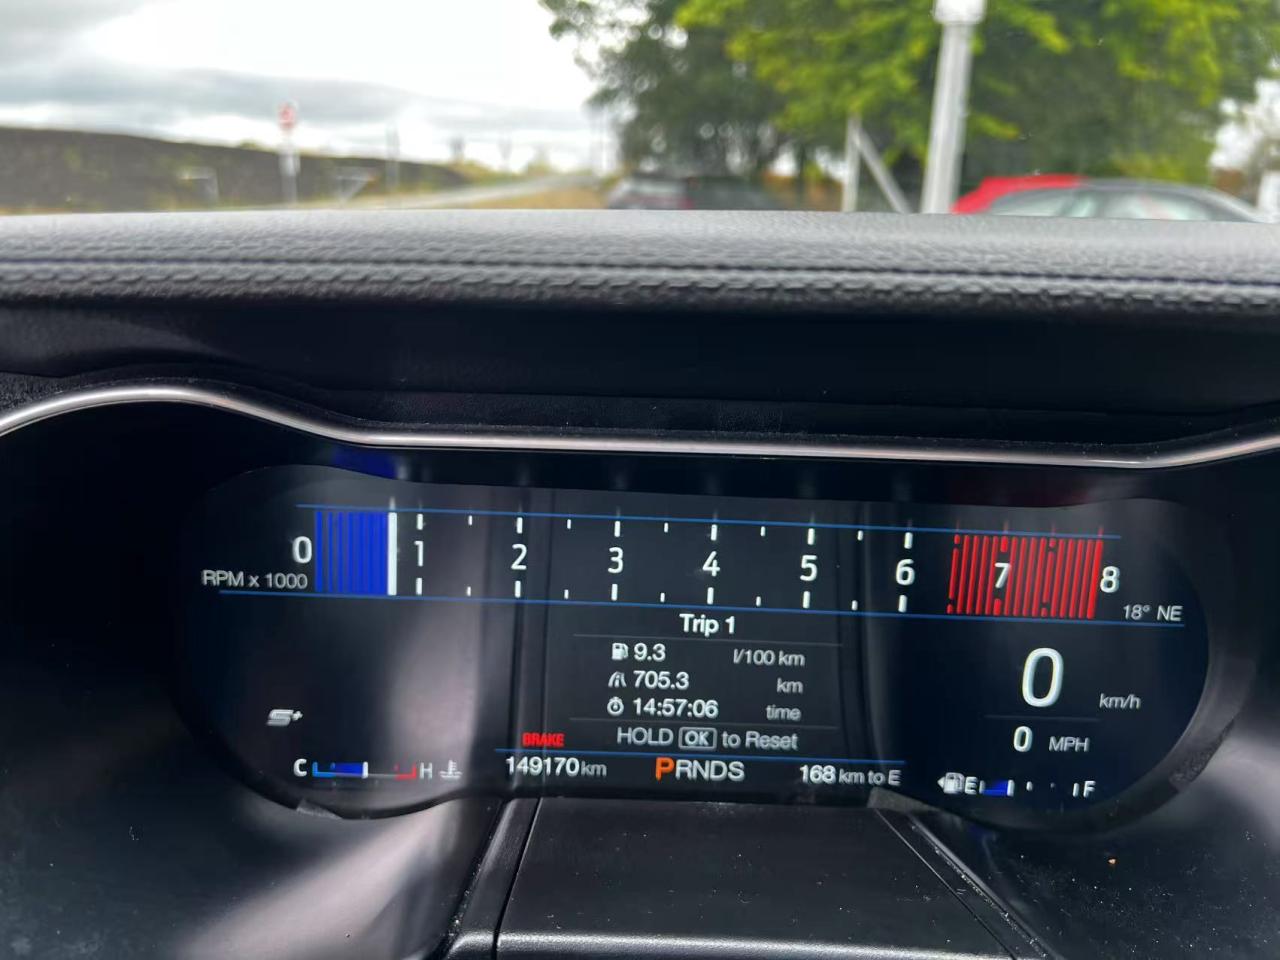 0 1 2 3 4 5 6 7 8
RPM x 1000
18° NE
Trip 1
9.3 l/100 km
705.3 km
14:57:06 time
HOLD OK to Reset
0 km/h
0 MPH
S+
BRAKE
C H
149170 km
PRNDS
168 km to E
E F